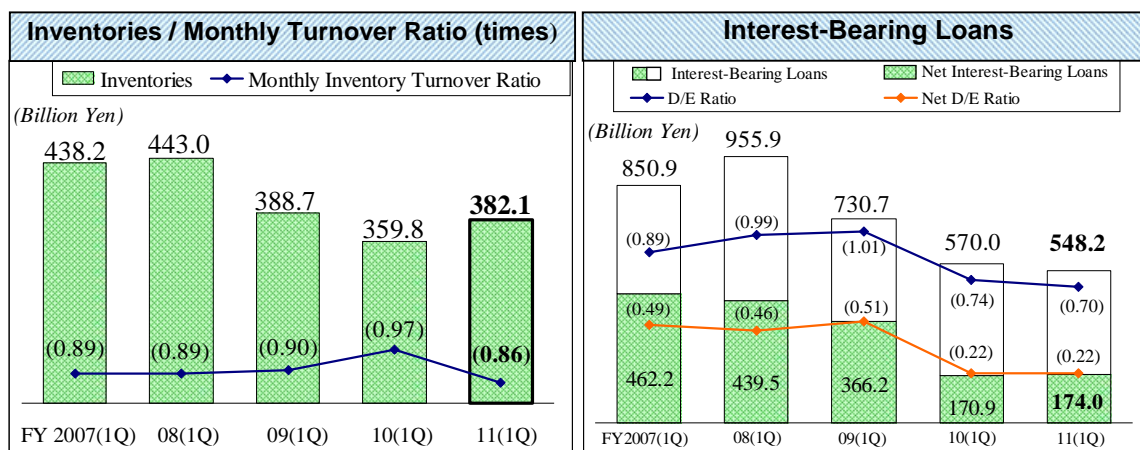 Inventories / Monthly Turnover Ratio (times)
Inventories Monthly Inventory Turnover Ratio
(Billion Yen)
438.2 443.0 388.7 359.8 382.1
(0.89) (0.89) (0.90) (0.97) (0.86)
FY 2007(1Q) 08(1Q) 09(1Q) 10(1Q) 11(1Q)
Interest-Bearing Loans
Interest-Bearing Loans Net Interest-Bearing Loans
D/E Ratio Net D/E Ratio
(Billion Yen)
850.9 955.9 730.7 570.0 548.2
(0.89) (0.99) (1.01) (0.74) (0.70)
(0.49) (0.46) (0.51) (0.22) (0.22)
462.2 439.5 366.2 170.9 174.0
FY2007(1Q) 08(1Q) 09(1Q) 10(1Q) 11(1Q)